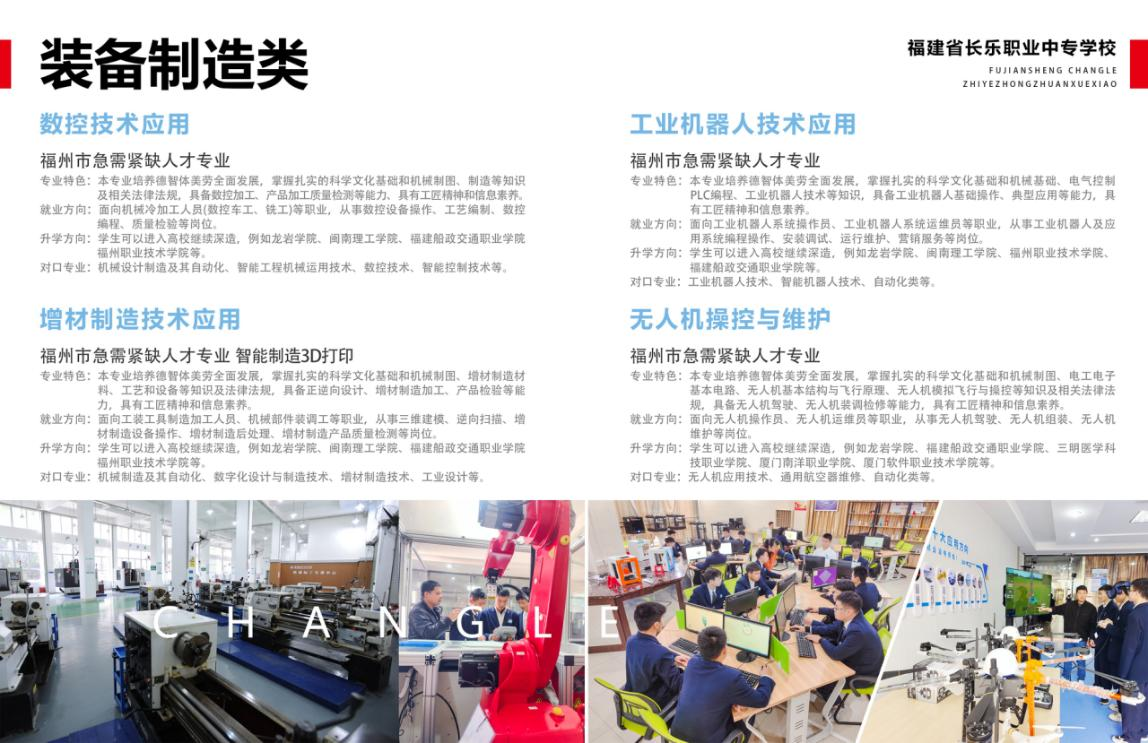 装备制造类
福建省长乐职业中专学校
FUJIANSHENG CHANGLE
ZHIYEZHONGZHUANXUEXIAO
数控技术应用
福州市急需紧缺人才专业
专业特色：本专业培养德智体美劳全面发展，掌握扎实的科学文化基础和机械制图、制造等知识
及相关法律法规，具备数控加工、产品加工质量检测等能力、具有工匠精神和信息素养。
就业方向：面向机械冷加工人员(数控车工、铣工)等职业，从事数控设备操作、工艺编制、数控
编程、质量检验等岗位。
升学方向：学生可以进入高校继续深造，例如龙岩学院、闽南理工学院、福建船政交通职业学院
福州职业技术学院等。
对口专业：机械设计制造及其自动化、智能工程机械运用技术、数控技术、智能控制技术等。
增材制造技术应用
福州市急需紧缺人才专业 智能制造3D打印
专业特色：本专业培养德智体美劳全面发展，掌握扎实的科学文化基础和机械制图、增材制造材
料、工艺和设备等知识及法律法规，具备正逆向设计、增材制造加工、产品检验等能
力，具有工匠精神和信息素养。
就业方向：面向工装工具制造加工人员、机械部件装调工等职业，从事三维建模、逆向扫描、增
材制造设备操作、增材制造后处理、增材制造产品质量检测等岗位。
升学方向：学生可以进入高校继续深造，例如龙岩学院、闽南理工学院、福建船政交通职业学院
福州职业技术学院等。
对口专业：机械制造及其自动化、数字化设计与制造技术、增材制造技术、工业设计等。
工业机器人技术应用
福州市急需紧缺人才专业
专业特色：本专业培养德智体美劳全面发展，掌握扎实的科学文化基础和机械基础、电气控制
PLC编程、工业机器人技术等知识，具备工业机器人基础操作、典型应用等能力，具
有工匠精神和信息素养。
就业方向：面向工业机器人系统操作员、工业机器人系统运维员等职业，从事工业机器人及应
用系统编程操作、安装调试、运行维护、营销服务等岗位。
升学方向：学生可以进入高校继续深造，例如龙岩学院、闽南理工学院、福州职业技术学院、
福建船政交通职业学院等。
对口专业：工业机器人技术、智能机器人技术、自动化类等。
无人机操控与维护
福州市急需紧缺人才专业
专业特色：本专业培养德智体美劳全面发展，掌握扎实的科学文化基础和机械制图、电工电子
基本电路、无人机基本结构与飞行原理、无人机模拟飞行与操控等知识及相关法律法
规，具备无人机驾驶、无人机装调检修等能力，具有工匠精神和信息素养。
就业方向：面向无人机操作员、无人机运维员等职业，从事无人机驾驶、无人机组装、无人机
维护等岗位。
升学方向：学生可以进入高校继续深造，例如龙岩学院、福建船政交通职业学院、三明医学科
技职业学院、厦门南洋职业学院、厦门软件职业技术学院等。
对口专业：无人机应用技术、通用航空器维修、自动化类等。
十大应用方向
CHANGLE